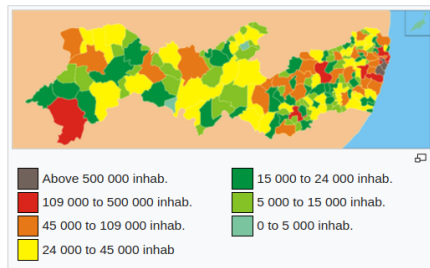 Above 500 000 inhab.
109 000 to 500 000 inhab.
45 000 to 109 000 inhab.
24 000 to 45 000 inhab
15 000 to 24 000 inhab.
5 000 to 15 000 inhab.
0 to 5 000 inhab.